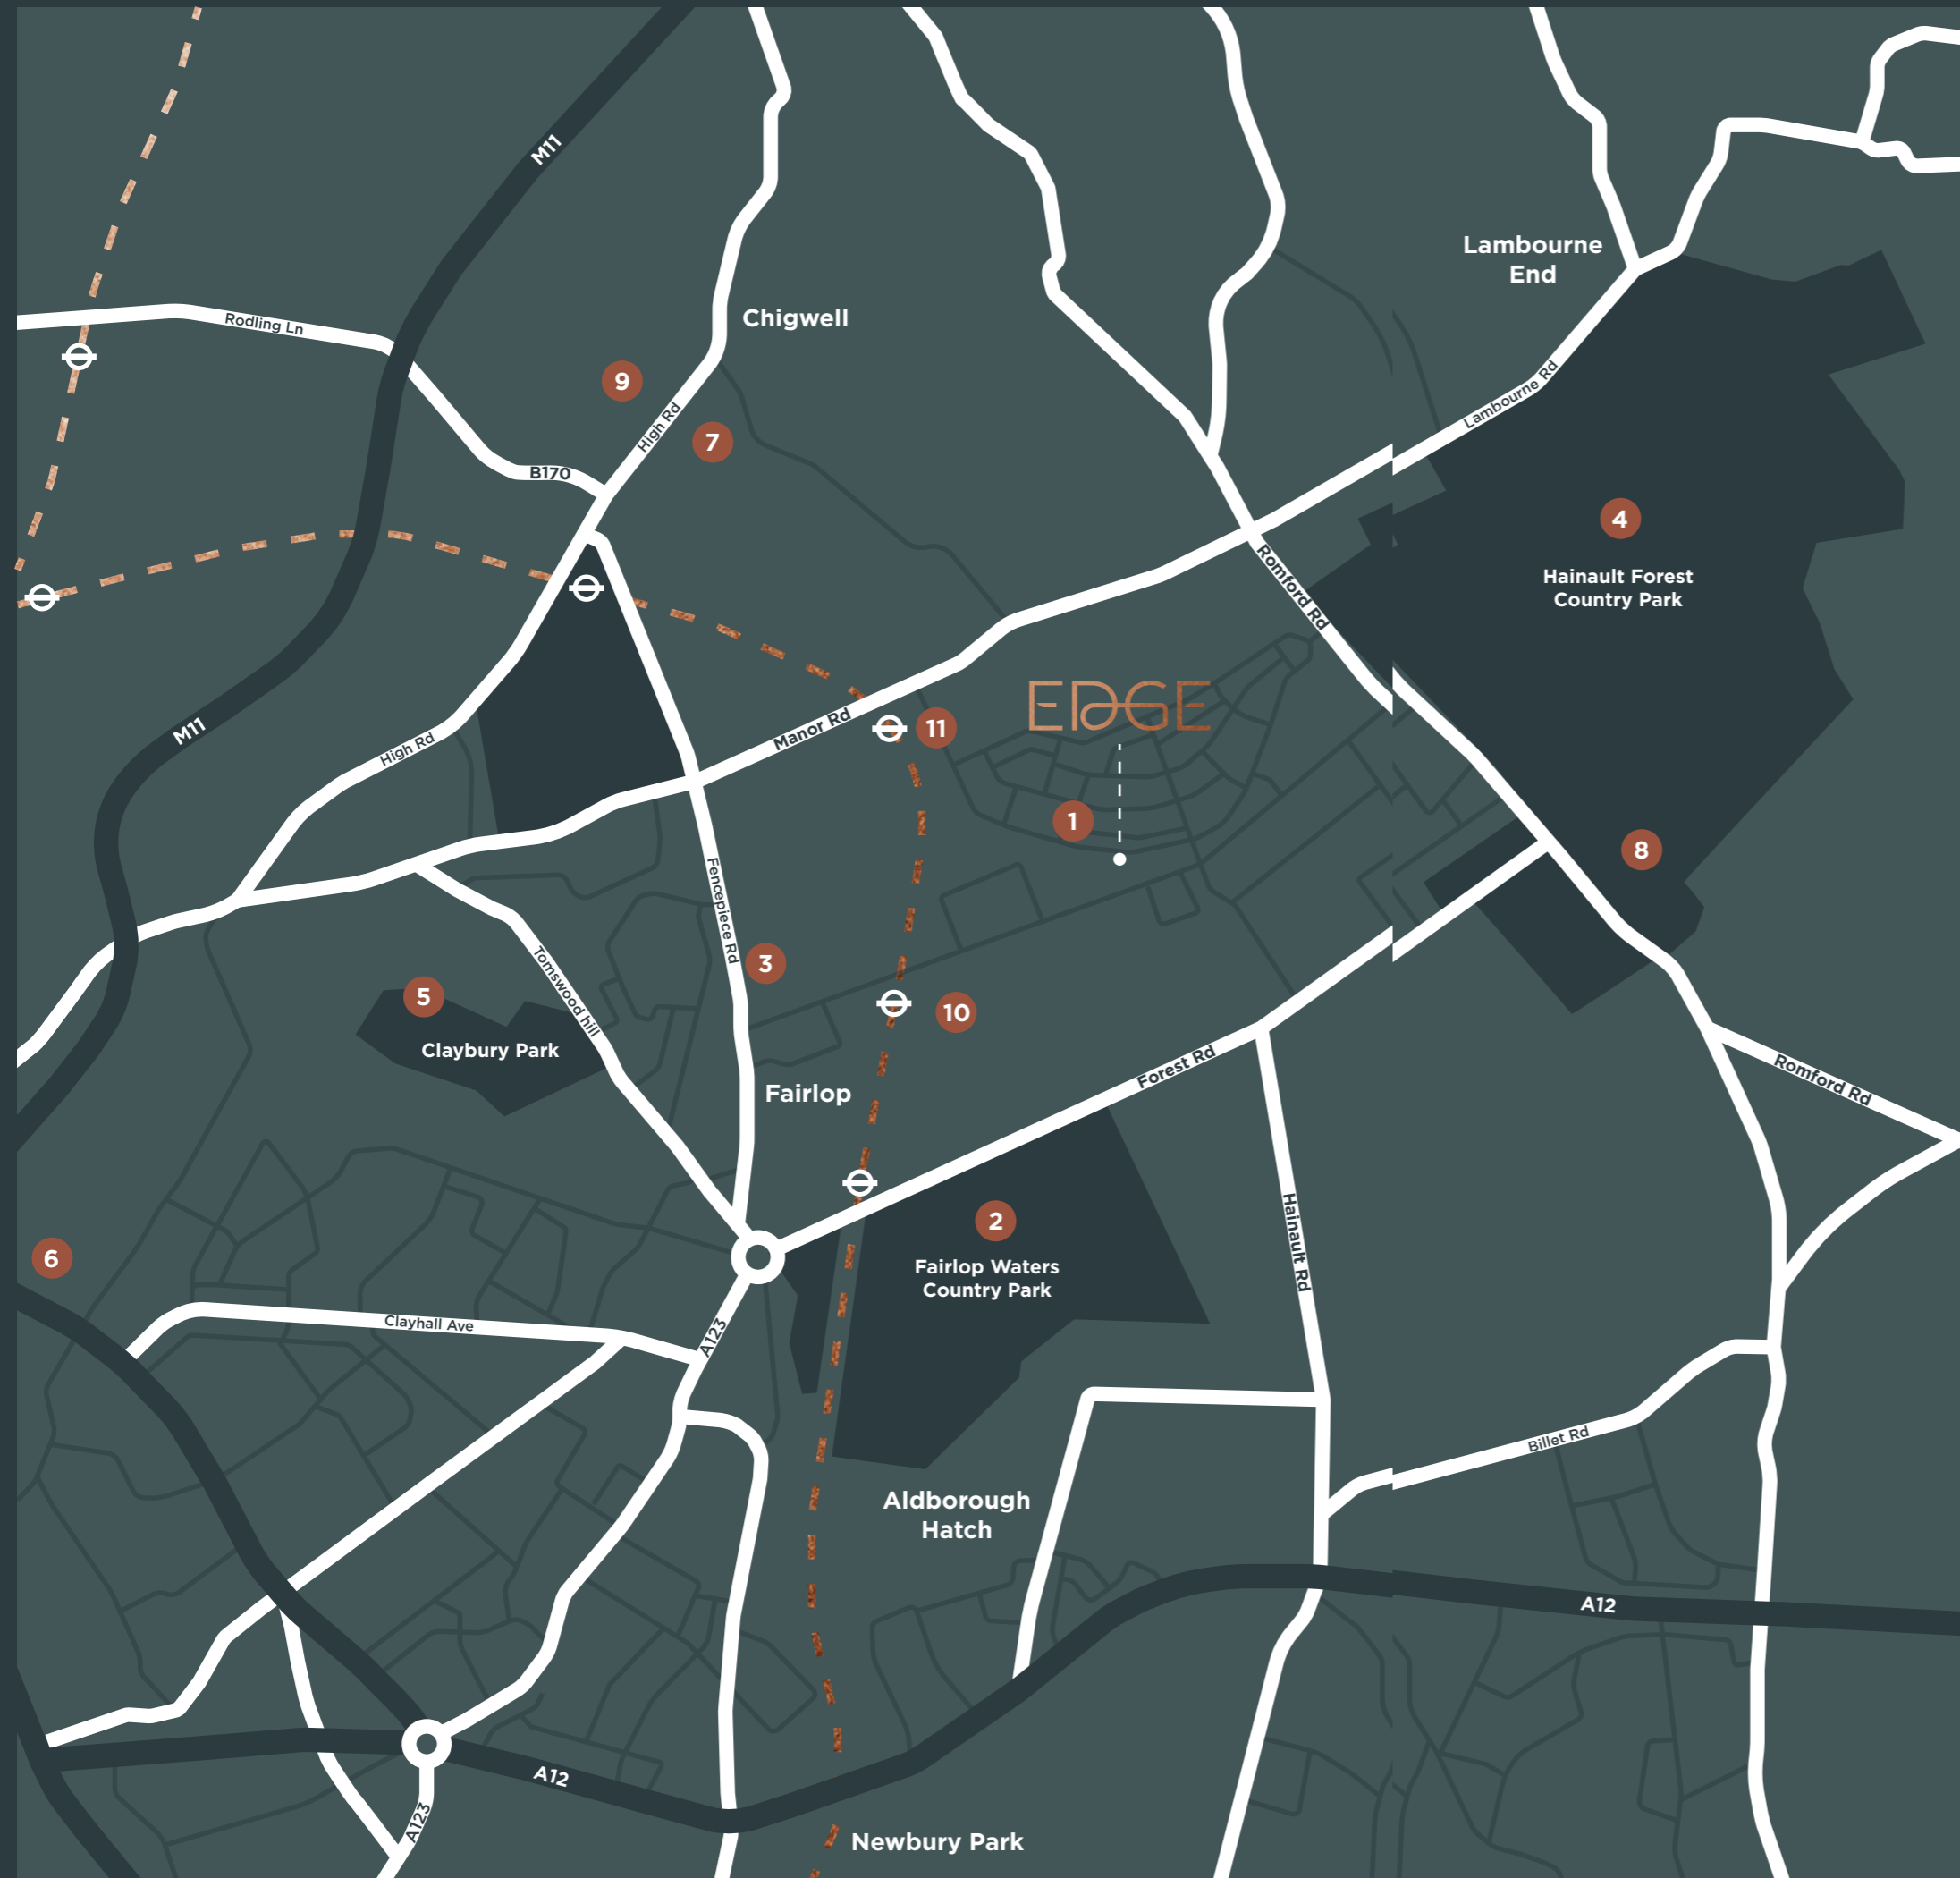 M11
Lambourne
End
Chigwell
Rodling Ln
9
High Rd
7
Lambourne Rd
B170
4
Hainault Forest
Country Park
Romford Rd
EDGE
M11
High Rd
Manor Rd
11
1
8
Fencepiece Rd
3
Tomswood hill
5
10
Claybury Park
Forest Rd
Romford Rd
Fairlop
2
Hainault Rd
6
Fairlop Waters
Country Park
Clayhall Ave
A123
Billet Rd
Aldborough
Hatch
A12
A12
A123
Newbury Park